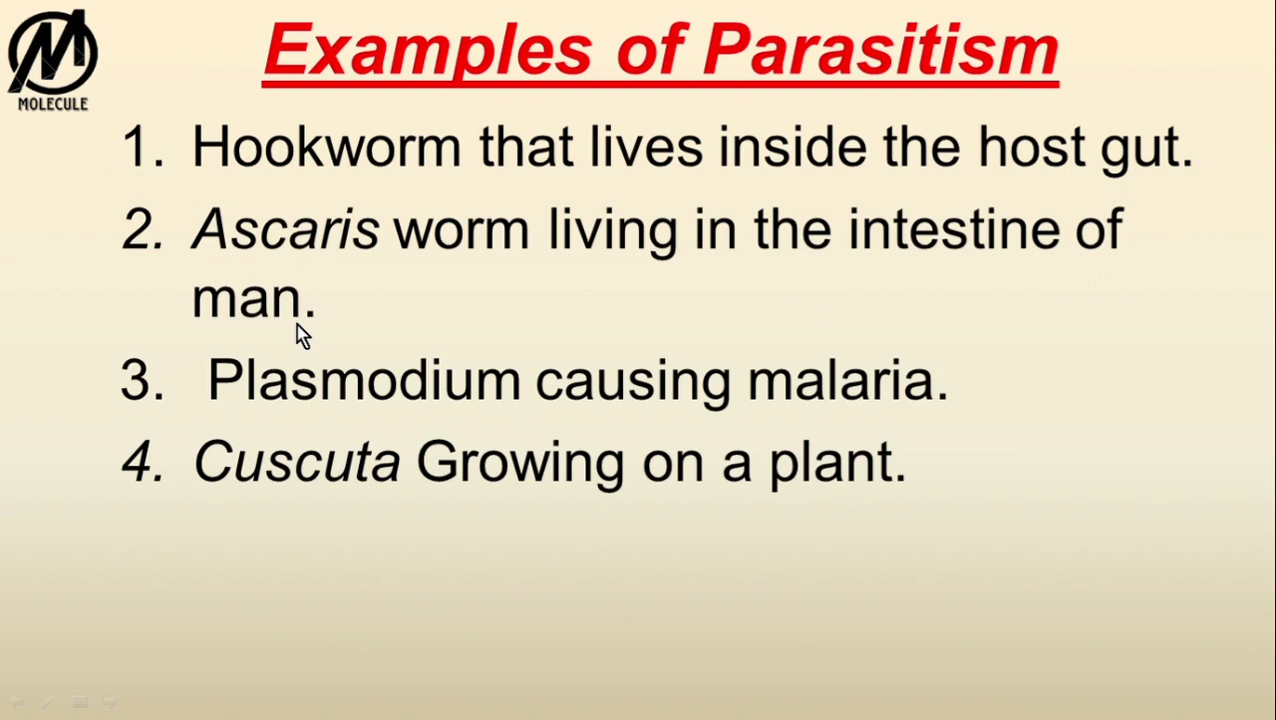 MOLECULE
Examples of Parasitism
1. Hookworm that lives inside the host gut.
2. Ascaris worm living in the intestine of
man.
3. Plasmodium causing malaria.
4. Cuscuta Growing on a plant.